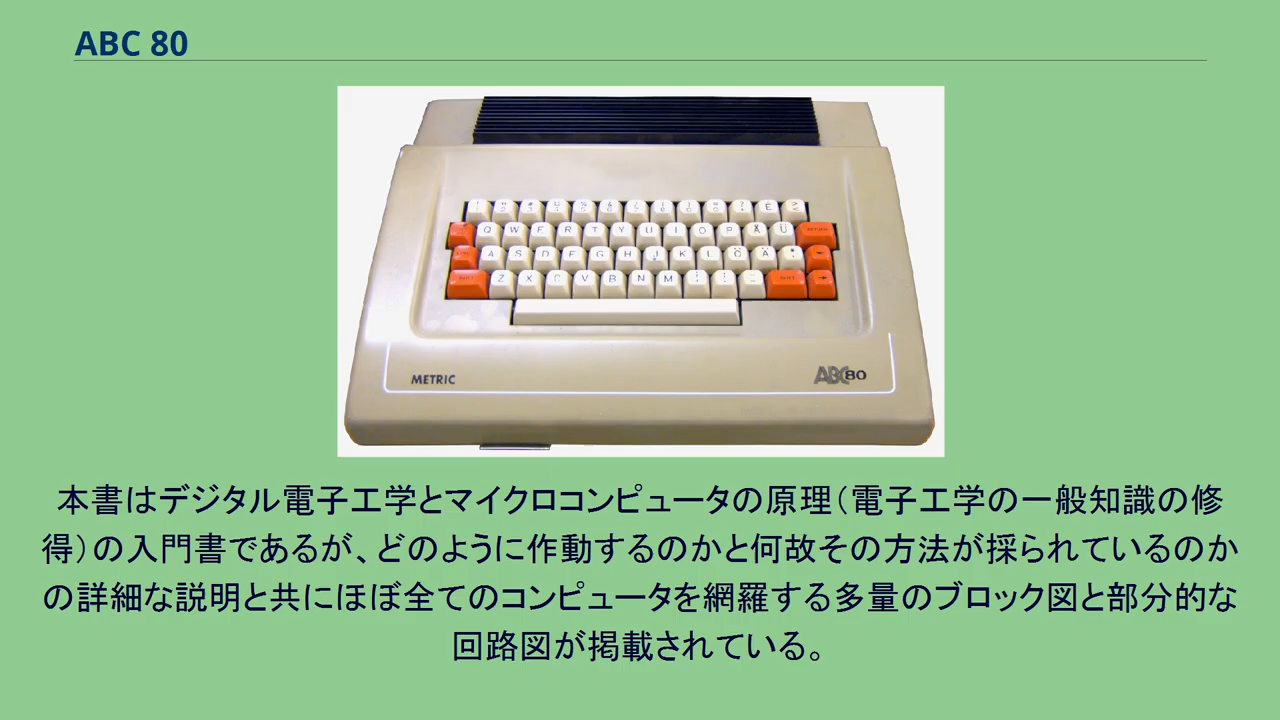 ABC 80
Q W E R T Y U I O P Å Ü
A S D F G H J K L Ö Ä
Z X C V B N M
METRIC
ABC80
本書はデジタル電子工学とマイクロコンピュータの原理(電子工学の一般知識の修
得)の入門書であるが、どのように作動するのかと何故その方法が採られているのか
の詳細な説明と共にほぼ全てのコンピュータを網羅する多量のブロック図と部分的な
回路図が掲載されている。